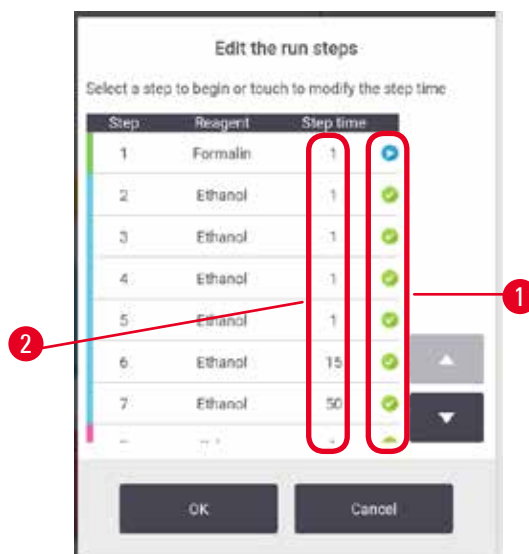 Edit the run steps
Select a step to begin or touch to modify the step time
Step Reagent Step time
1 Formalin 1
2 Ethanol 1
3 Ethanol 1
4 Ethanol 1
5 Ethanol 1
6 Ethanol 15
7 Ethanol 50
1
2
OK Cancel